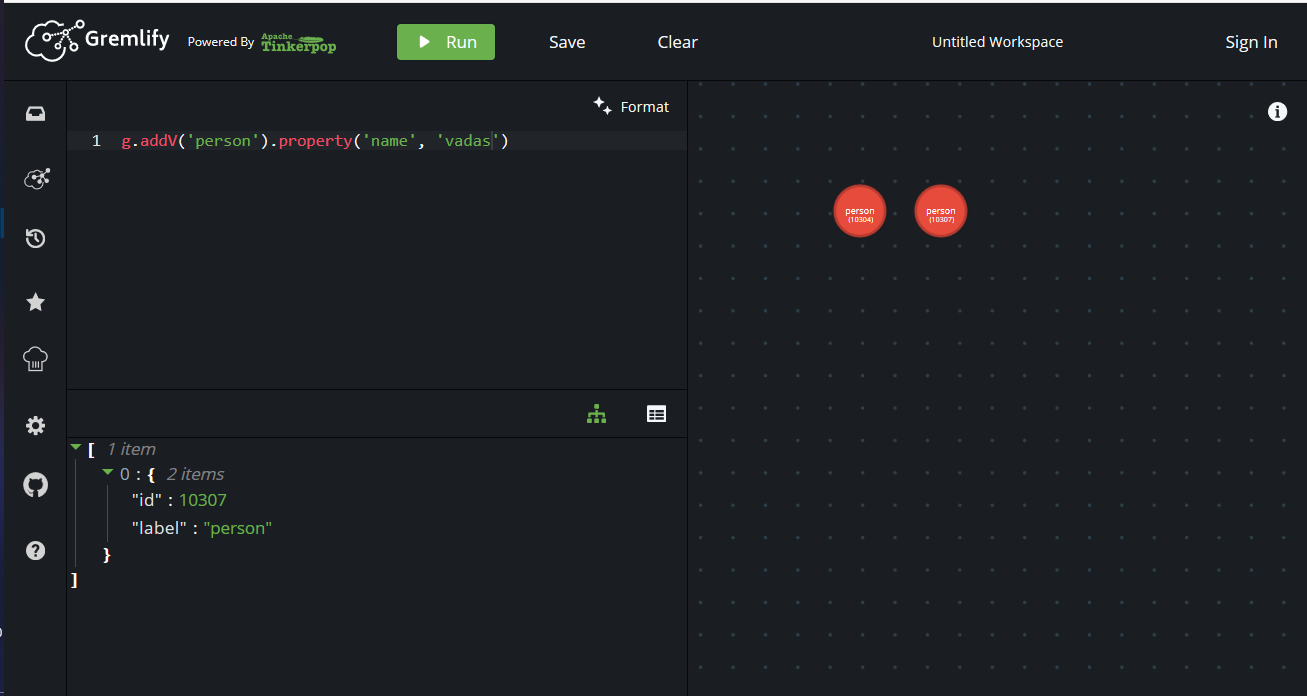 Gremlify Powered By Apache Tinkerpop Run Save Clear Untitled Workspace Sign In
Format
1 g.addV('person').property('name', 'vadas')
person
(10304)
person
(10307)
[ 1 item
0 : { 2 items
"id" : 10307
"label" : "person"
}
]